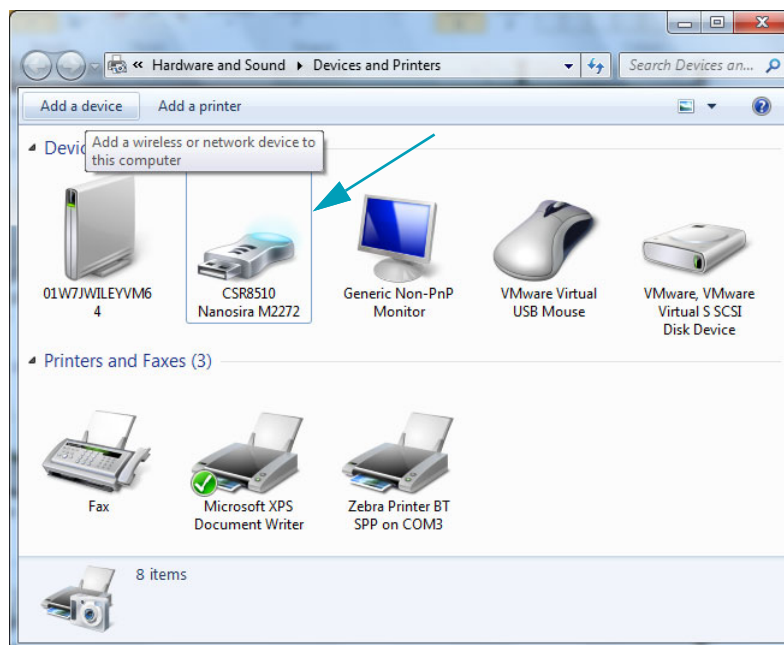 « Hardware and Sound ▸ Devices and Printers
Search Devices an...
Add a device
Add a printer
Add a wireless or network device to
this computer
01W7JWILEYVM6
4
CSR8510
Nanosira M2272
Generic Non-PnP
Monitor
VMware Virtual
USB Mouse
VMware, VMware
Virtual S SCSI
Disk Device
Printers and Faxes (3)
Fax
Microsoft XPS
Document Writer
Zebra Printer BT
SPP on COM3
8 items